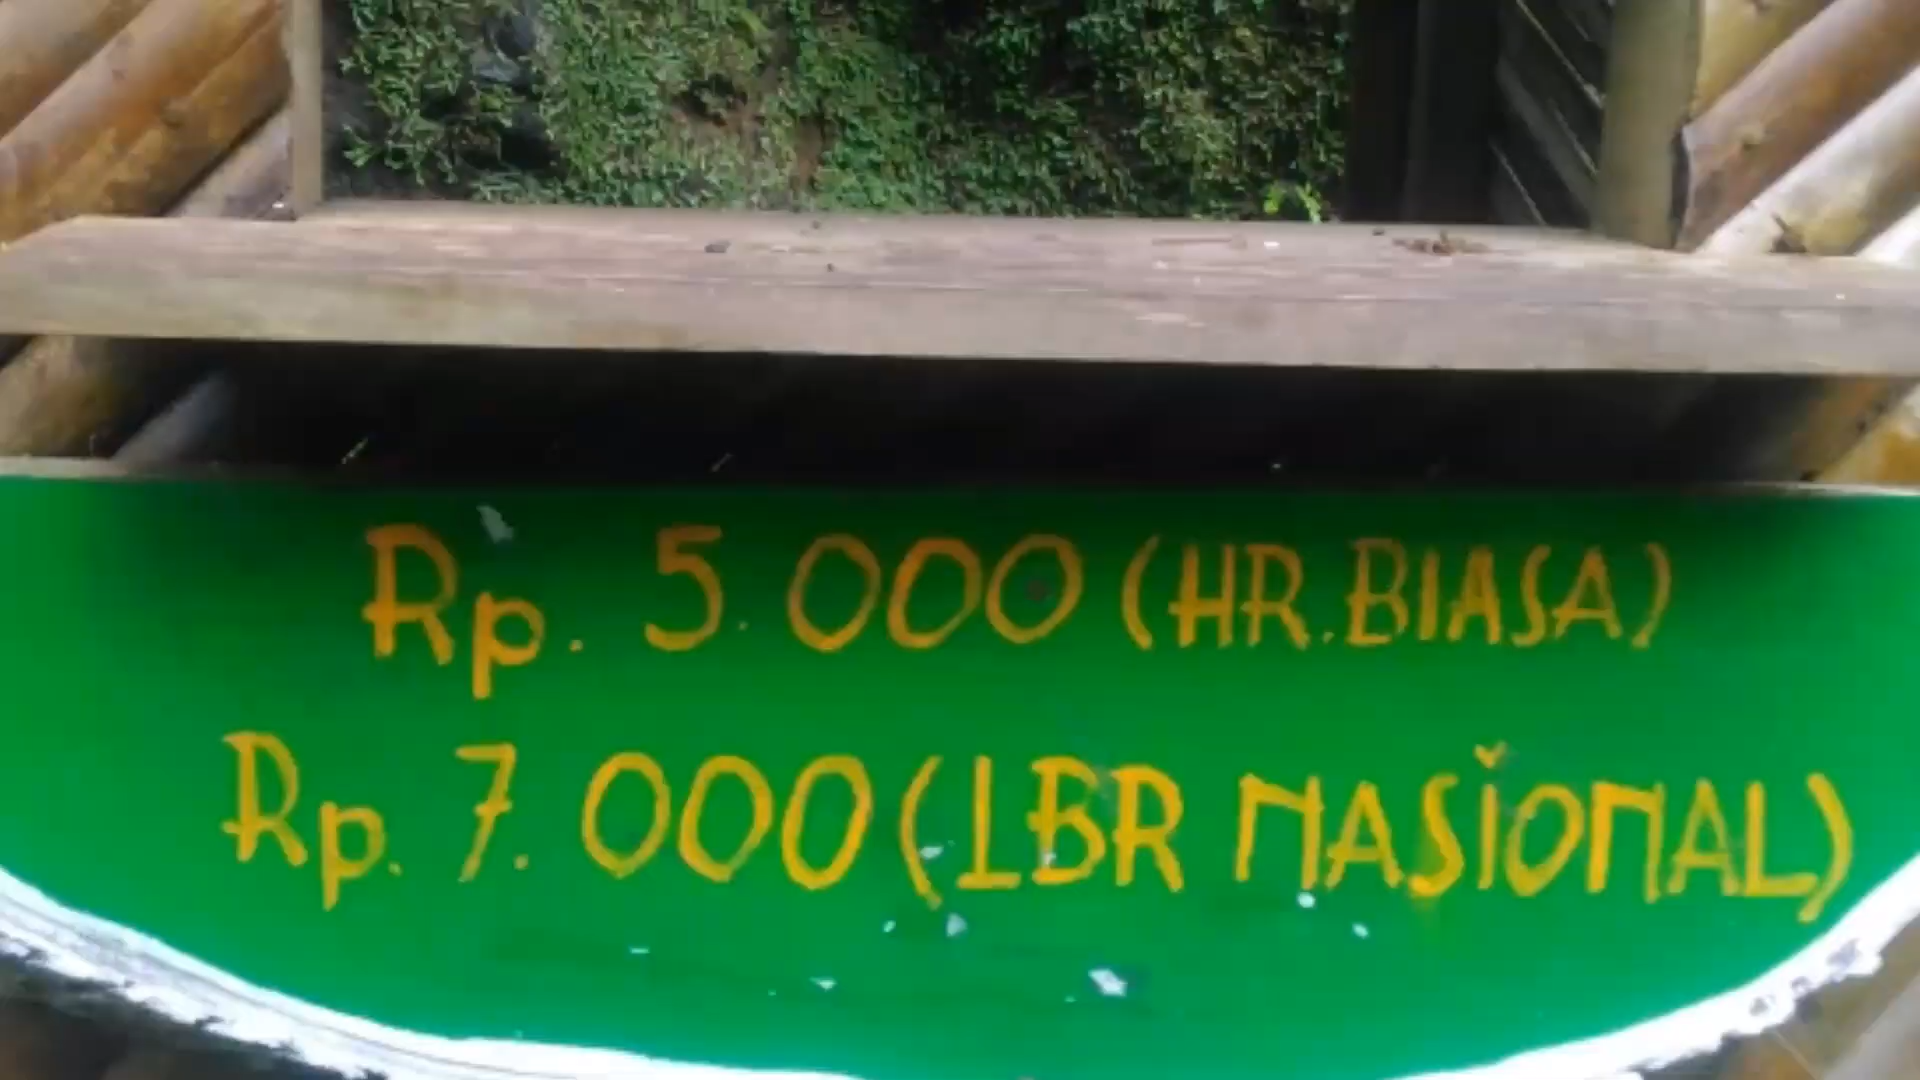 Rp. 5.000 (HR.BIASA)
Rp. 7.000 (LBR NASIONAL)